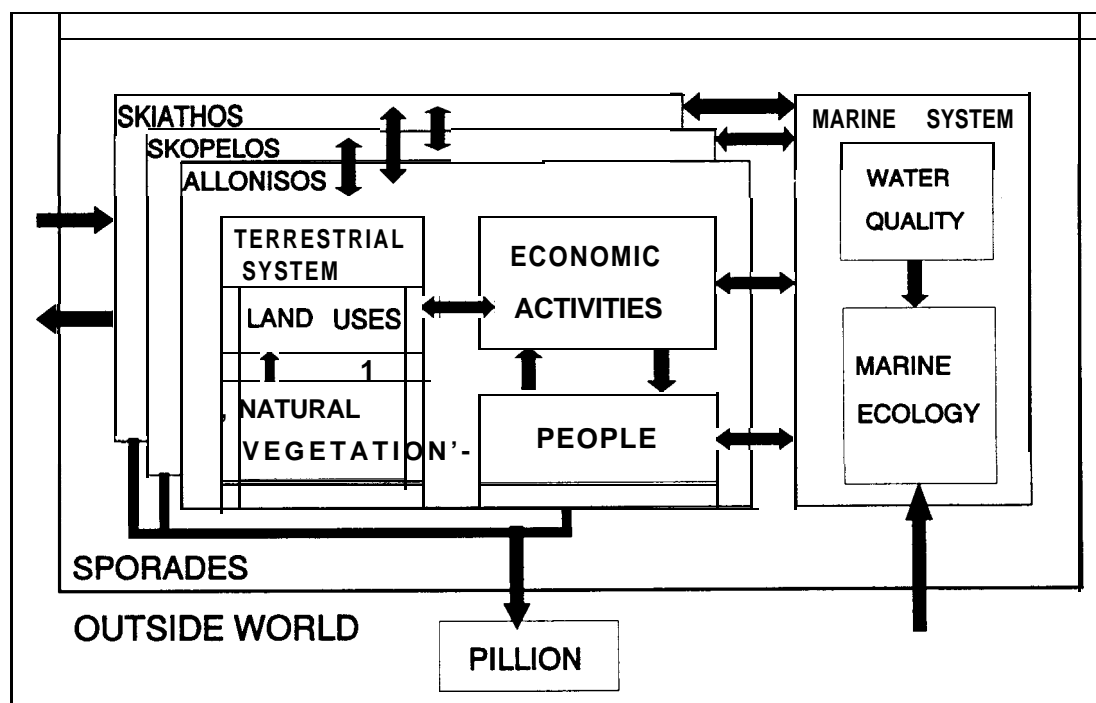 SKIATHOS
SKOPELOS
ALLONISOS
TERRESTRIAL
SYSTEM
LAND USES
1
, NATURAL
VEGETATION'-
ECONOMIC
ACTIVITIES
PEOPLE
MARINE SYSTEM
WATER
QUALITY
MARINE
ECOLOGY
SPORADES
OUTSIDE WORLD
PILLION